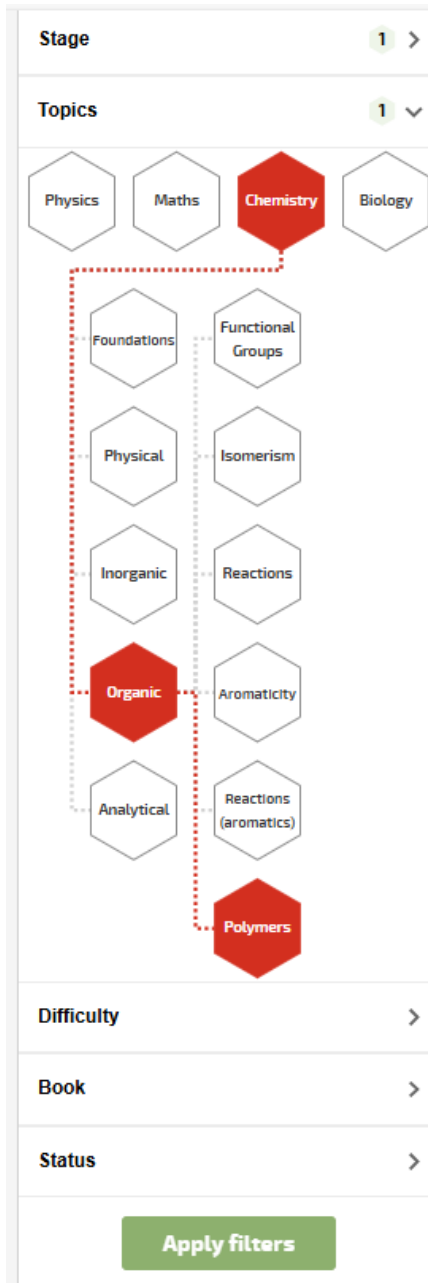 Stage 1
Topics 1
Physics Maths Chemistry Biology
Foundations Functional
Groups
Physical Isomerism
Inorganic Reactions
Organic Aromaticity
Analytical Reactions
(aromatics)
Polymers
Difficulty
Book
Status
Apply filters